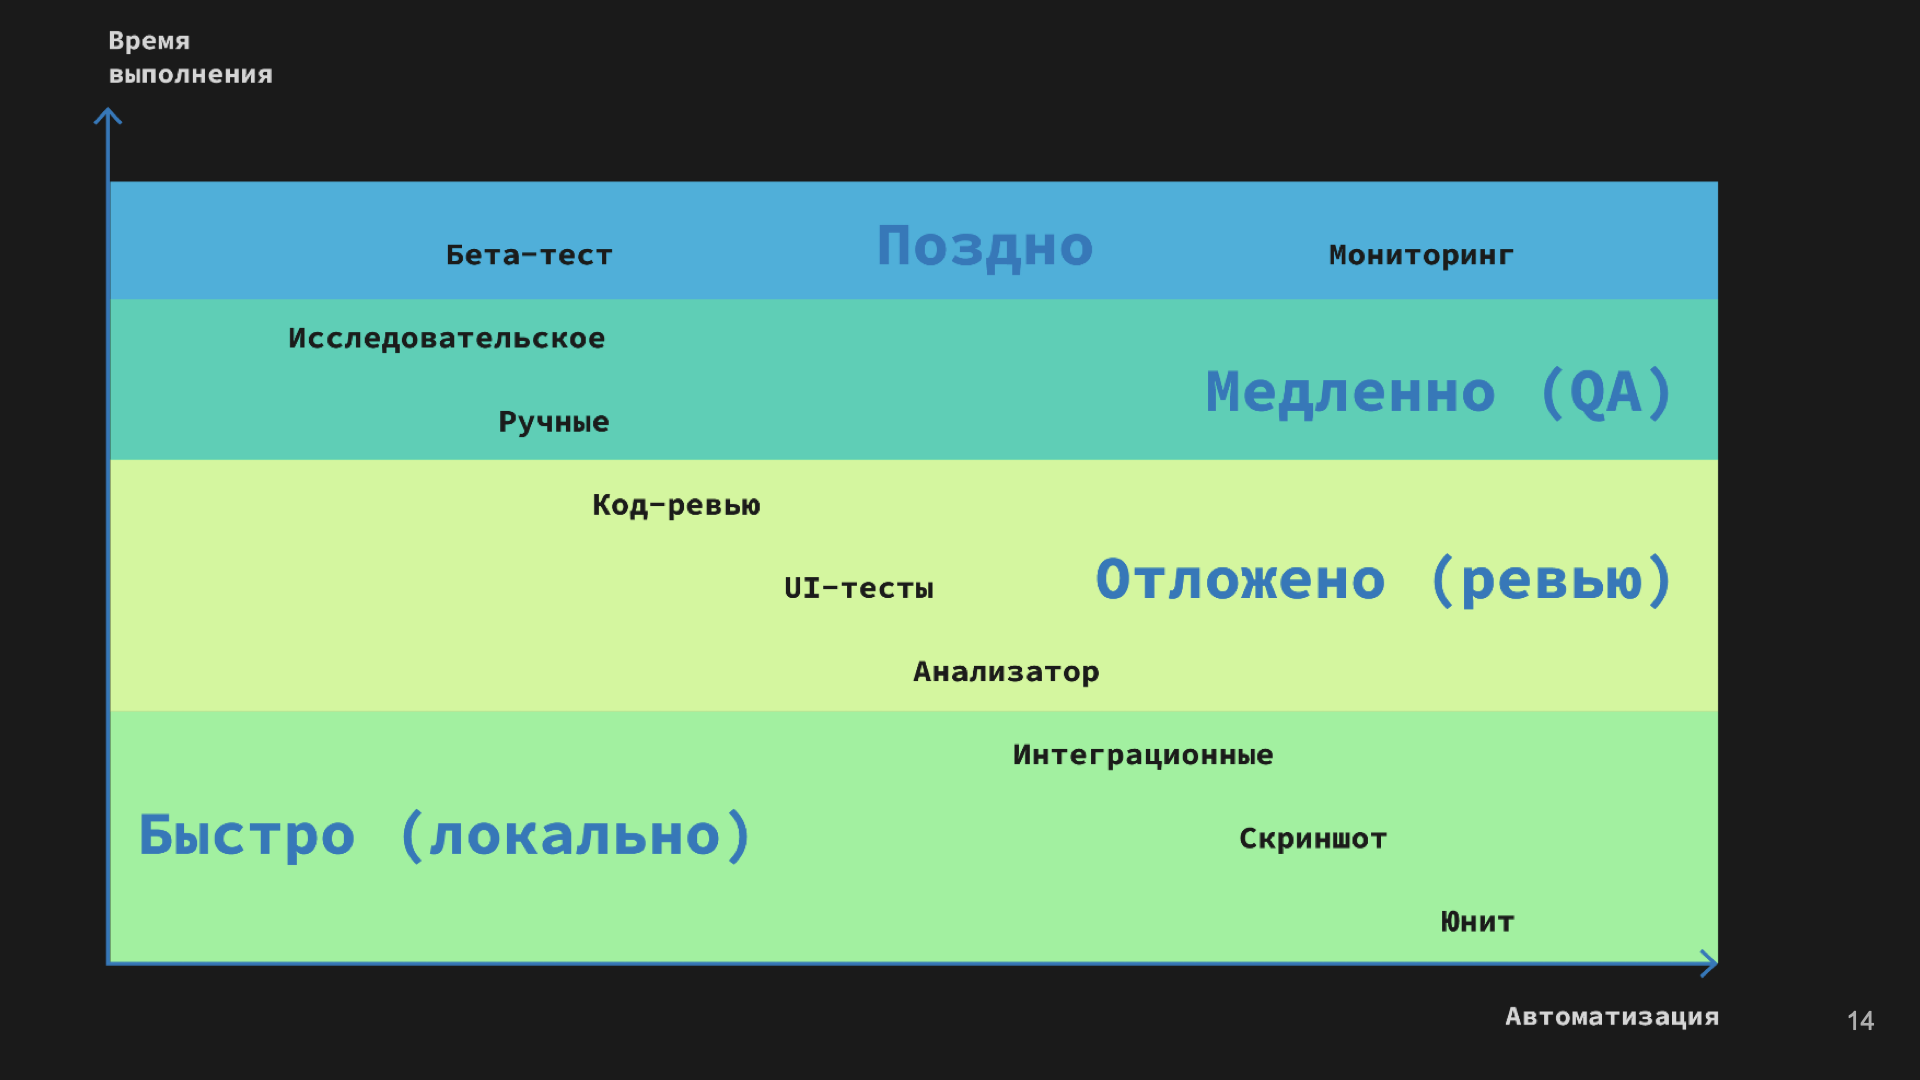 Время
выполнения
Бета-тест
Поздно
Мониторинг
Исследовательское
Медленно (QA)
Ручные
Код-ревью
UI-тесты
Отложено (ревью)
Анализатор
Интеграционные
Быстро (локально)
Скриншот
Юнит
Автоматизация
14